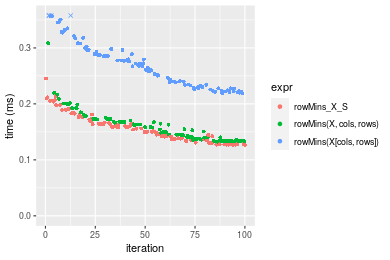 time (ms)
0.3
0.2
0.1
0.0
0
25
50
75
100
iteration
expr
rowMins_X_S
rowMins(X, cols, rows)
rowMins(X[cols, rows])